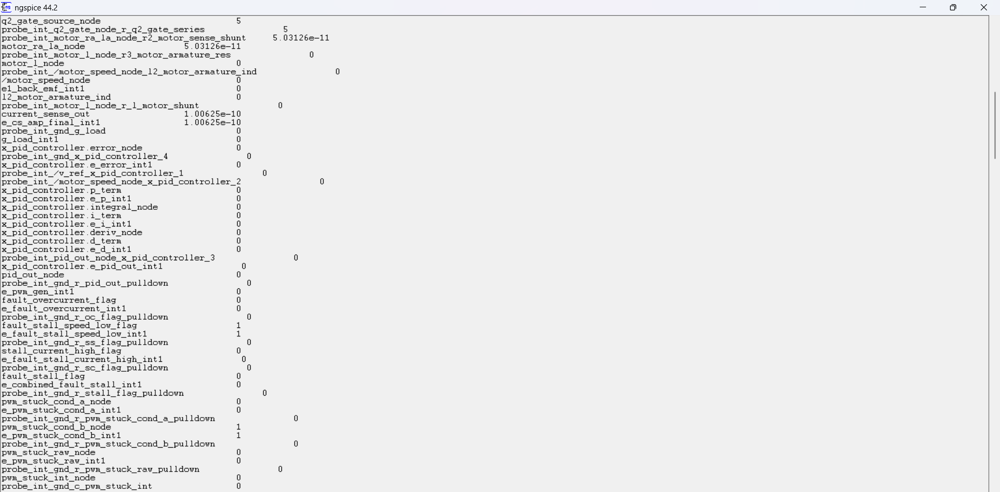 ngspice 44.2
q2_gate_source_node 5
probe_int_q2_gate_node_r_q2_gate_series 5
probe_int_motor_ra_la_node_r2_motor_sense_shunt 5.03126e-11
motor_ra_la_node 5.03126e-11
probe_int_motor_l_node_r3_motor_armature_res 0
motor_l_node 0
probe_int_/motor_speed_node_l2_motor_armature_ind 0
/motor_speed_node 0
e1_back_emf_int1 0
l2_motor_armature_ind 0
probe_int_motor_l_node_r_l_motor_shunt 0
current_sense_out 1.00625e-10
e_cs_amp_final_int1 1.00625e-10
probe_int_gnd_g_load 0
g_load_int1 0
x_pid_controller.error_node 0
probe_int_gnd_x_pid_controller_4 0
x_pid_controller.e_error_int1 0
probe_int_/v_ref_x_pid_controller_1 0
probe_int_/motor_speed_node_x_pid_controller_2 0
x_pid_controller.p_term 0
x_pid_controller.e_p_int1 0
x_pid_controller.integral_node 0
x_pid_controller.i_term 0
x_pid_controller.e_i_int1 0
x_pid_controller.deriv_node 0
x_pid_controller.d_term 0
x_pid_controller.e_d_int1 0
probe_int_pid_out_node_x_pid_controller_3 0
x_pid_controller.e_pid_out_int1 0
pid_out_node 0
probe_int_gnd_r_pid_out_pulldown 0
e_pwm_gen_int1 0
fault_overcurrent_flag 0
e_fault_overcurrent_int1 0
probe_int_gnd_r_oc_flag_pulldown 0
fault_stall_speed_low_flag 1
e_fault_stall_speed_low_int1 1
probe_int_gnd_r_ss_flag_pulldown 0
stall_current_high_flag 0
e_fault_stall_current_high_int1 0
probe_int_gnd_r_sc_flag_pulldown 0
fault_stall_flag 0
e_combined_fault_stall_int1 0
probe_int_gnd_r_stall_flag_pulldown 0
pwm_stuck_cond_a_node 0
e_pwm_stuck_cond_a_int1 0
probe_int_gnd_r_pwm_stuck_cond_a_pulldown 0
pwm_stuck_cond_b_node 1
e_pwm_stuck_cond_b_int1 1
probe_int_gnd_r_pwm_stuck_cond_b_pulldown 0
pwm_stuck_raw_node 0
e_pwm_stuck_raw_int1 0
probe_int_gnd_r_pwm_stuck_raw_pulldown 0
pwm_stuck_int_node 0
probe_int_gnd_c_pwm_stuck_int 0